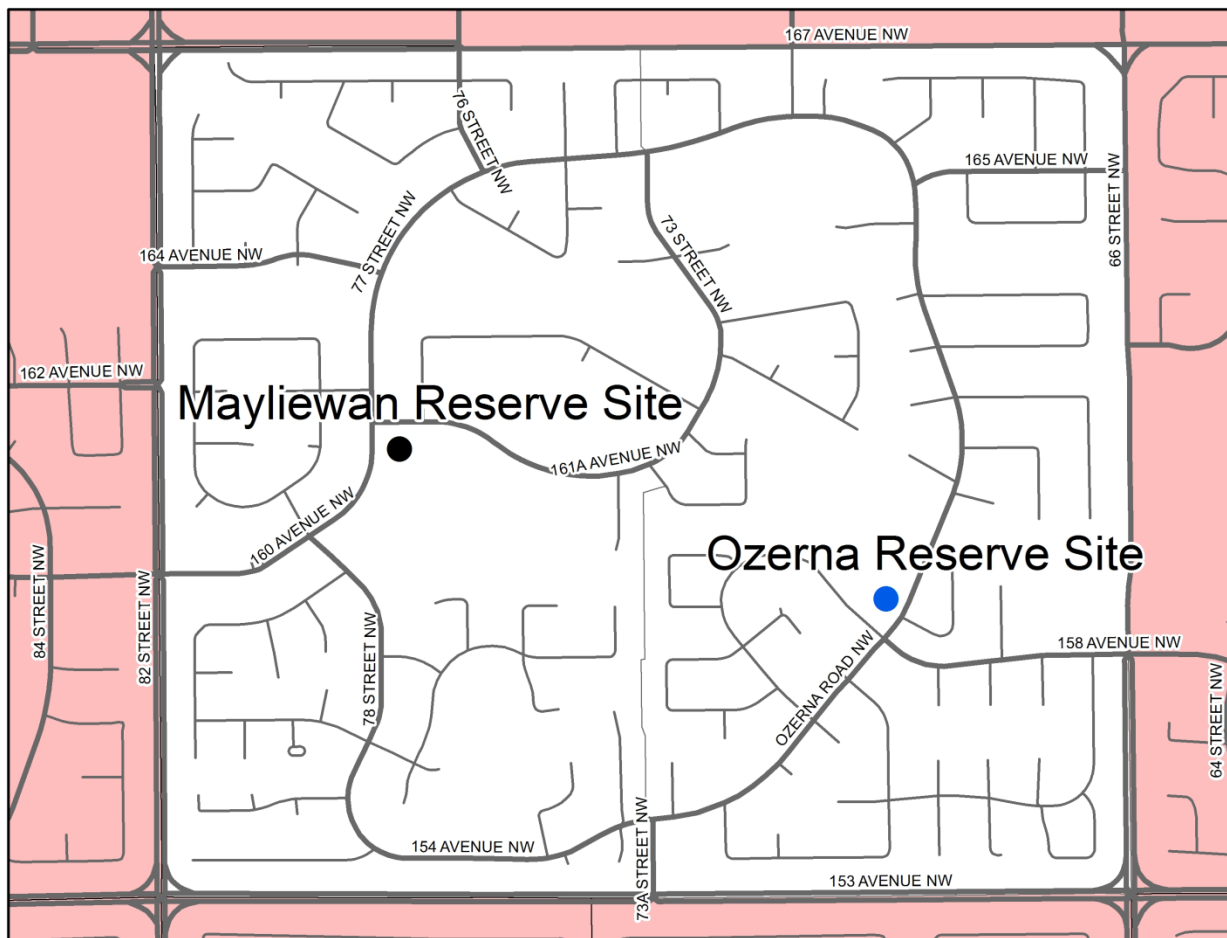 167 AVENUE NW
76 STREET NW
165 AVENUE NW
66 STREET NW
73 STREET NW
77 STREET NW
164 AVENUE NW
162 AVENUE NW
Mayliewan Reserve Site
161A AVENUE NW
160 AVENUE NW
Ozerna Reserve Site
84 STREET NW
82 STREET NW
78 STREET NW
158 AVENUE NW
OZERNA ROAD NW
64 STREET NW
154 AVENUE NW
73A STREET NW
153 AVENUE NW